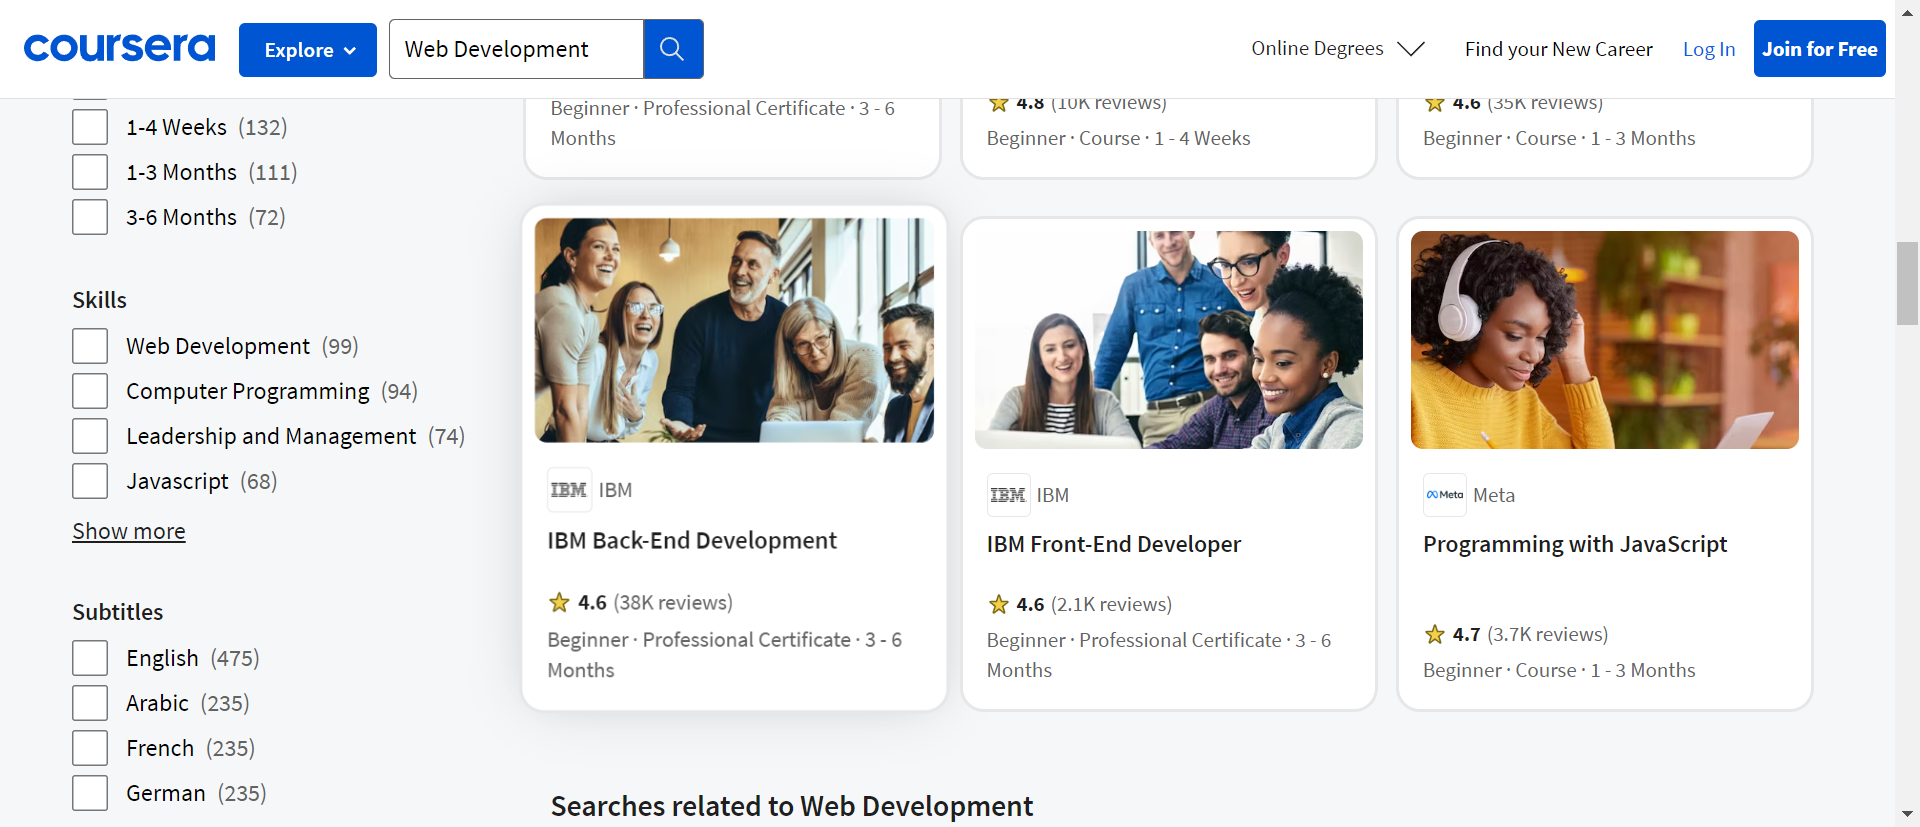 coursera
Explore
Web Development
Online Degrees
Find your New Career
Log In
Join for Free
1-4 Weeks (132)
1-3 Months (111)
3-6 Months (72)
Skills
Web Development (99)
Computer Programming (94)
Leadership and Management (74)
Javascript (68)
Show more
Subtitles
English (475)
Arabic (235)
French (235)
German (235)
Beginner · Professional Certificate · 3 - 6
Months
4.8 (10K reviews)
Beginner · Course · 1 - 4 Weeks
4.6 (35K reviews)
Beginner · Course · 1 - 3 Months
IBM IBM
IBM Back-End Development
4.6 (38K reviews)
Beginner · Professional Certificate · 3 - 6
Months
IBM IBM
IBM Front-End Developer
4.6 (2.1K reviews)
Beginner · Professional Certificate · 3 - 6
Months
Meta Meta
Programming with JavaScript
4.7 (3.7K reviews)
Beginner · Course · 1 - 3 Months
Searches related to Web Development